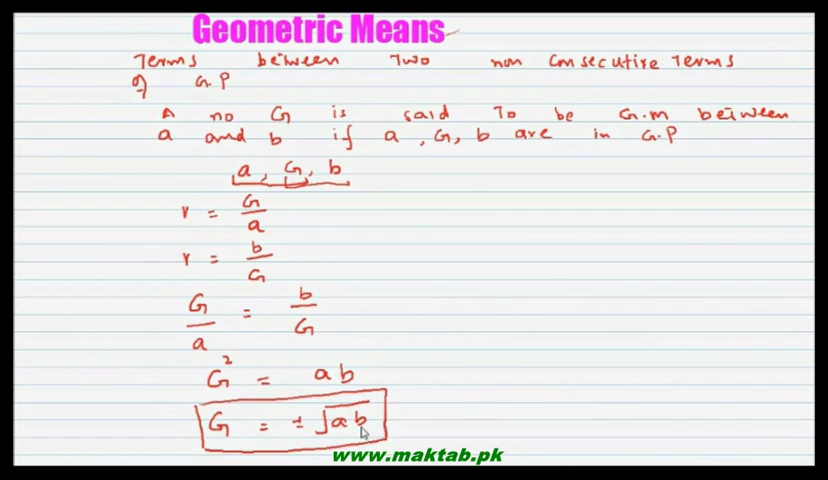 Geometric Means
Terms between Two non Consecutive Terms
of G.P
A no G is said To be G.M between
a and b if a, G, b are in G.P
a, G, b
r = G/a
r = b/G
G/a = b/G
G² = ab
G = ±√ab
www.maktab.pk